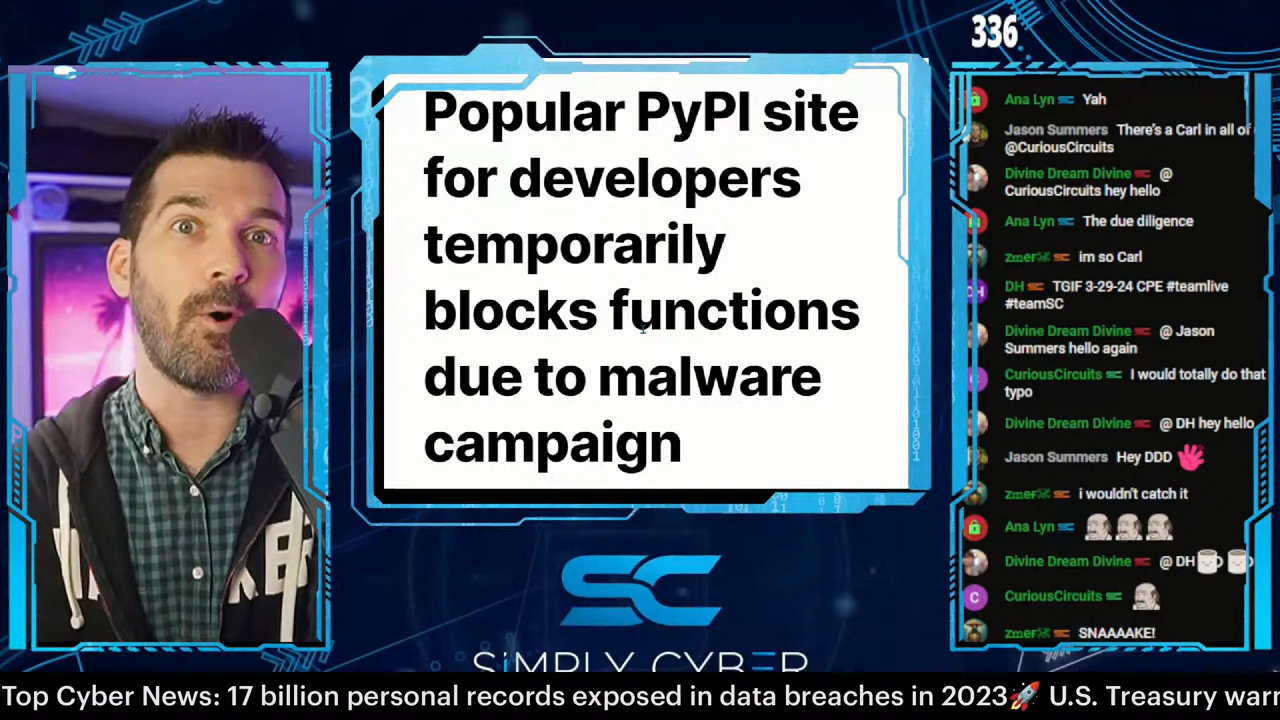 336
Popular PyPI site
for developers
temporarily
blocks functions
due to malware
campaign
Ana Lyn Yah
Jason Summers There's a Carl in all of
@CuriousCircuits
Divine Dream Divine @
CuriousCircuits hey hello
Ana Lyn The due diligence
zmer im so Carl
DH TGIF 3-29-24 CPE #teamlive
#teamSC
Divine Dream Divine @ Jason
Summers hello again
CuriousCircuits I would totally do that
typo
Divine Dream Divine @ DH hey hello
Jason Summers Hey DDD
zmer i wouldn't catch it
Ana Lyn
Divine Dream Divine @ DH
C CuriousCircuits
zmer SNAAAAKE!
SC
SIMPLY CYBER
Top Cyber News: 17 billion personal records exposed in data breaches in 2023🚀 U.S. Treasury warr